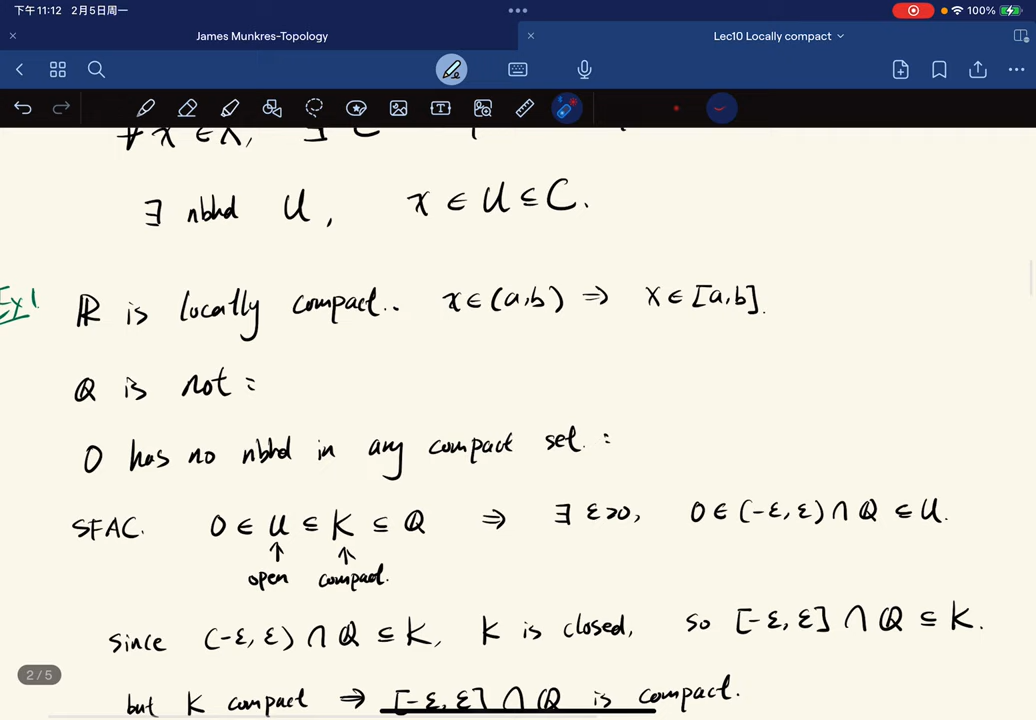 下午11:12 2月5日周一
100%
James Munkres-Topology
Lec10 Locally compact
∃ nbhd U, x ∈ U ⊆ C.
Ex1.
ℝ is locally compact.. x ∈ (a,b) ⇒ x ∈ [a,b].
ℚ is not:
0 has no nbhd in any compact set. :
SFAC. 0 ∈ U ⊆ K ⊆ ℚ ⇒ ∃ ε>0, 0 ∈ (-ε, ε) ∩ ℚ ⊆ U.
↑ ↑
open compact.
since (-ε, ε) ∩ ℚ ⊆ K, K is closed, so [-ε, ε] ∩ ℚ ⊆ K.
2/5
but K compact ⇒ [-ε, ε] ∩ ℚ is compact.